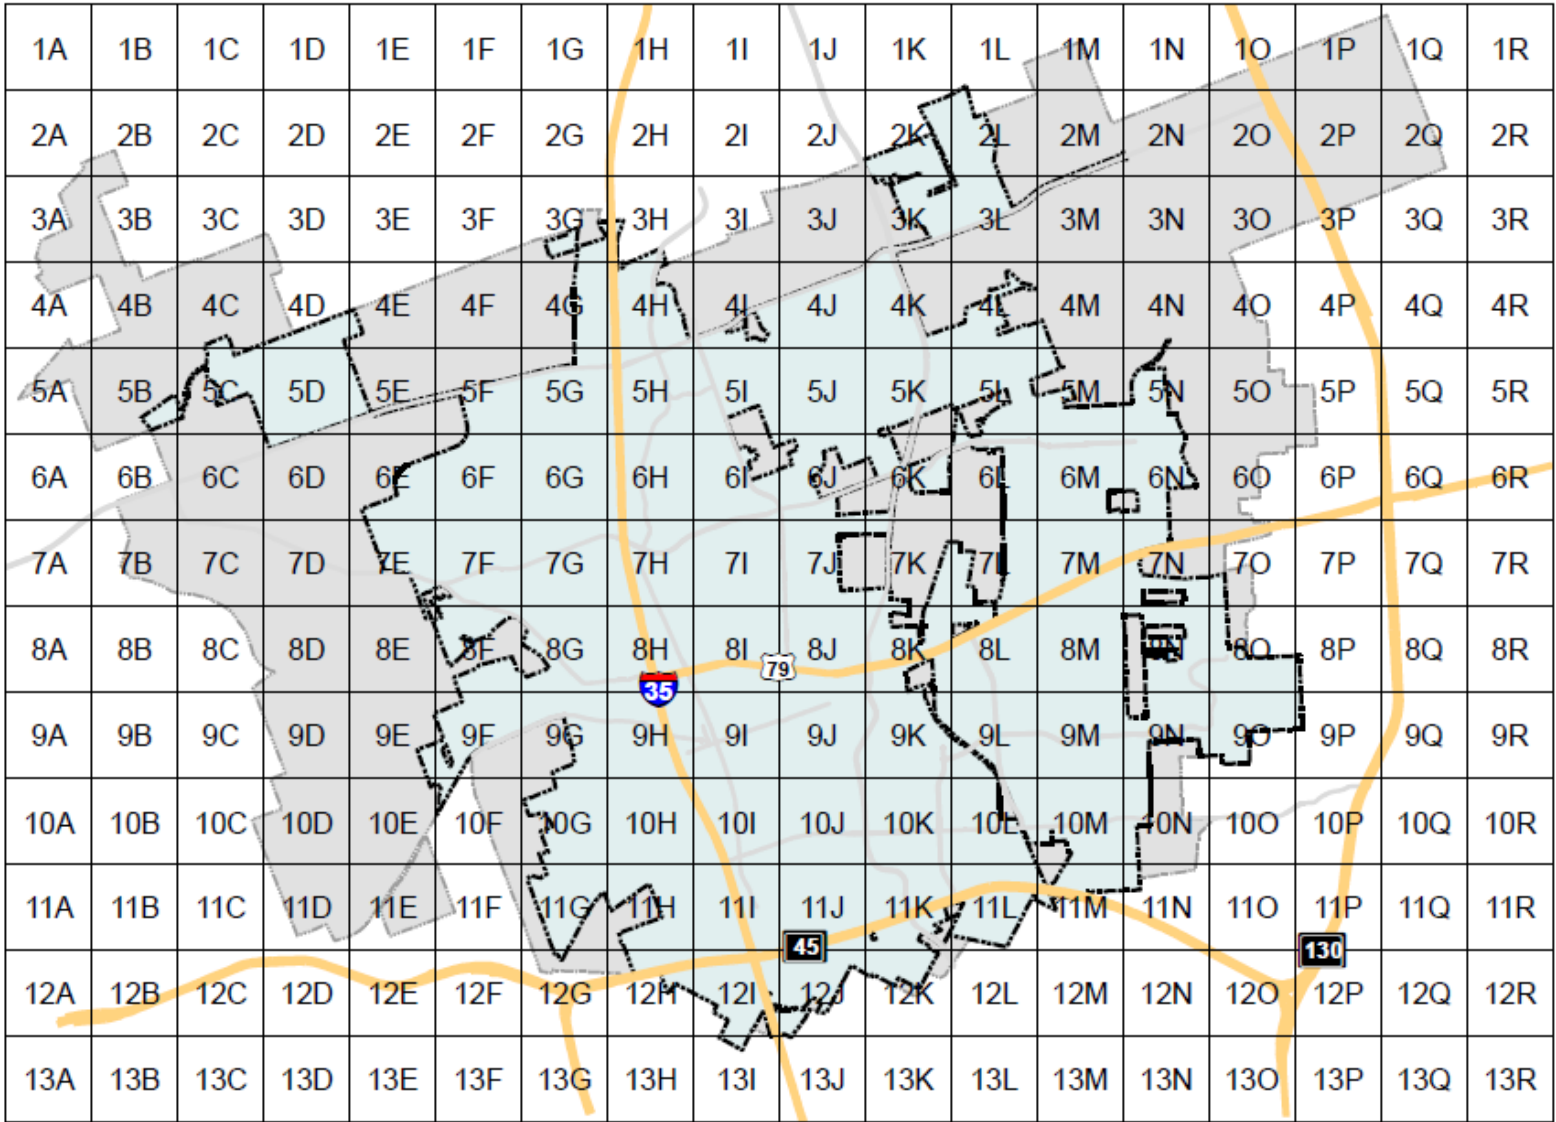 1A 1B 1C 1D 1E 1F 1G 1H 1I 1J 1K 1L 1M 1N 1O 1P 1Q 1R
2A 2B 2C 2D 2E 2F 2G 2H 2I 2J 2K 2L 2M 2N 2O 2P 2Q 2R
3A 3B 3C 3D 3E 3F 3G 3H 3I 3J 3K 3L 3M 3N 3O 3P 3Q 3R
4A 4B 4C 4D 4E 4F 4G 4H 4I 4J 4K 4L 4M 4N 4O 4P 4Q 4R
5A 5B 5C 5D 5E 5F 5G 5H 5I 5J 5K 5L 5M 5N 5O 5P 5Q 5R
6A 6B 6C 6D 6E 6F 6G 6H 6I 6J 6K 6L 6M 6N 6O 6P 6Q 6R
7A 7B 7C 7D 7E 7F 7G 7H 7I 7J 7K 7L 7M 7N 7O 7P 7Q 7R
8A 8B 8C 8D 8E 8F 8G 8H 8I 8J 8K 8L 8M 8N 8O 8P 8Q 8R
79
35
9A 9B 9C 9D 9E 9F 9G 9H 9I 9J 9K 9L 9M 9N 9O 9P 9Q 9R
10A 10B 10C 10D 10E 10F 10G 10H 10I 10J 10K 10L 10M 10N 10O 10P 10Q 10R
11A 11B 11C 11D 11E 11F 11G 11H 11I 11J 11K 11L 11M 11N 11O 11P 11Q 11R
45 130
12A 12B 12C 12D 12E 12F 12G 12H 12I 12J 12K 12L 12M 12N 12O 12P 12Q 12R
13A 13B 13C 13D 13E 13F 13G 13H 13I 13J 13K 13L 13M 13N 13O 13P 13Q 13R